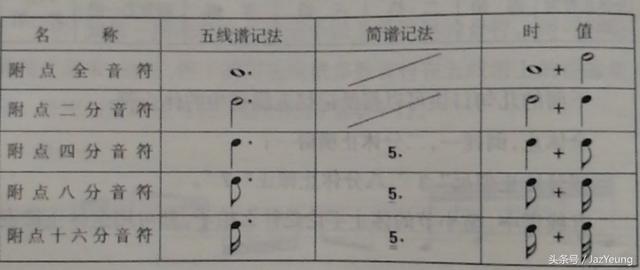 名 称 五线谱记法 简谱记法 时 值
附点全音符 +
附点二分音符 +
附点四分音符 5· +
附点八分音符 5· +
附点十六分音符 5· +
头条号 / JazYeung